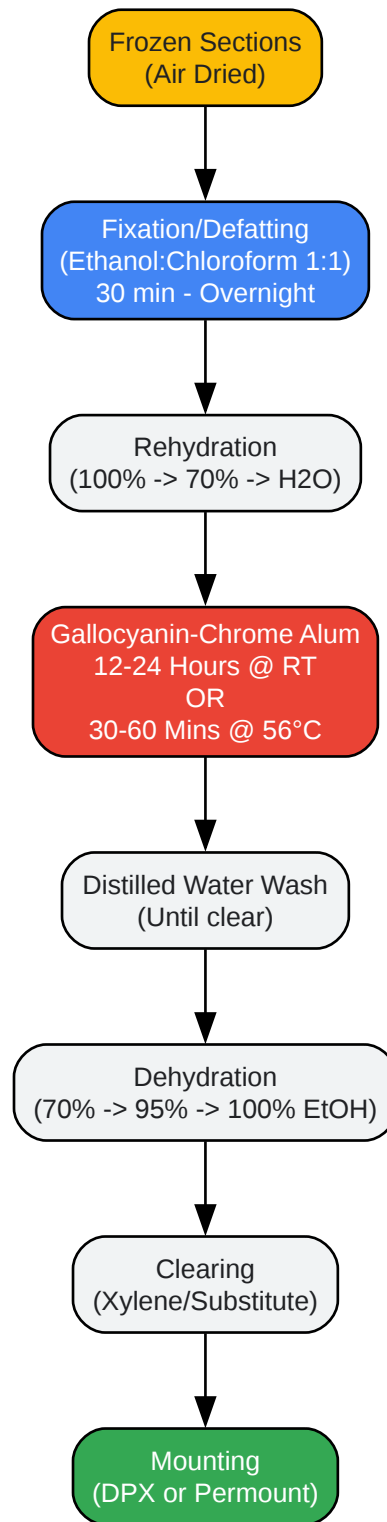 Frozen Sections
(Air Dried)
Fixation/Defatting
(Ethanol:Chloroform 1:1)
30 min - Overnight
Rehydration
(100% -> 70% -> H2O)
Gallocyanin-Chrome Alum
12-24 Hours @ RT
OR
30-60 Mins @ 56°C
Distilled Water Wash
(Until clear)
Dehydration
(70% -> 95% -> 100% EtOH)
Clearing
(Xylene/Substitute)
Mounting
(DPX or Permount)